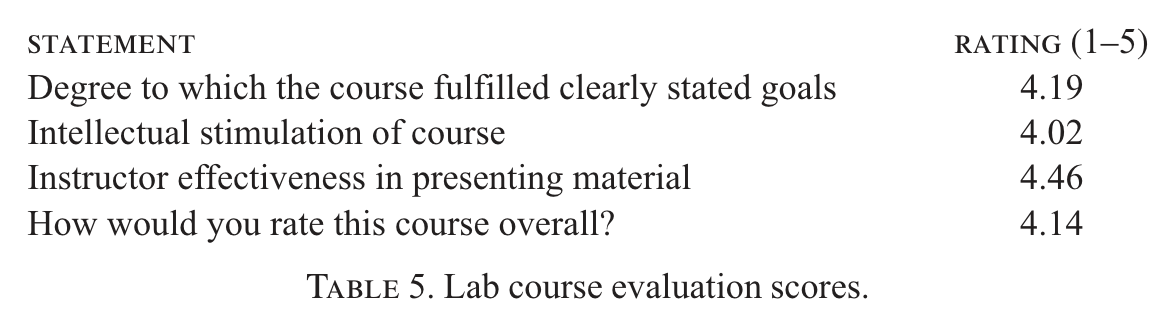 STATEMENT RATING (1–5)
Degree to which the course fulfilled clearly stated goals 4.19
Intellectual stimulation of course 4.02
Instructor effectiveness in presenting material 4.46
How would you rate this course overall? 4.14
TABLE 5. Lab course evaluation scores.